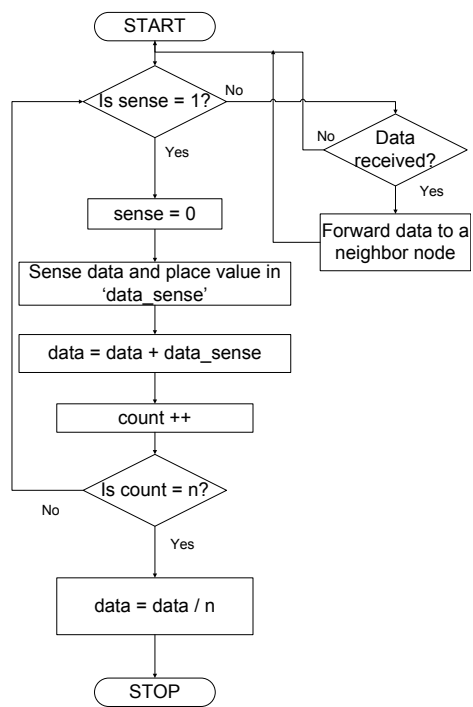 START
Is sense = 1?
No
Yes
No
Data
received?
Yes
sense = 0
Forward data to a
neighbor node
Sense data and place value in
‘data_sense’
data = data + data_sense
count ++
Is count = n?
No
Yes
data = data / n
STOP